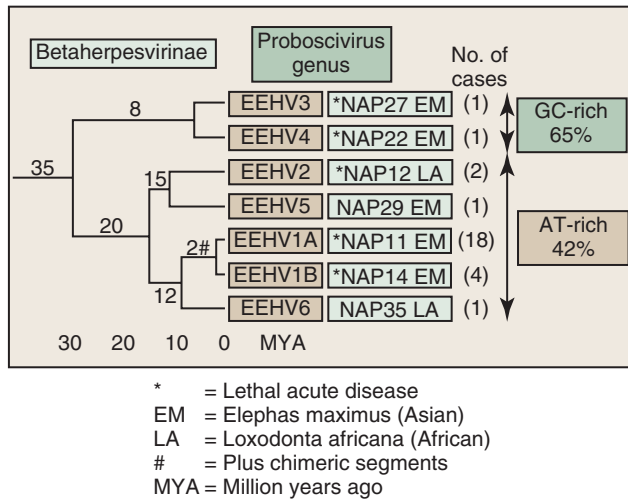 Betaherpesvirinae
Proboscivirus
genus
No. of
cases
8
EEHV3 *NAP27 EM (1)
EEHV4 *NAP22 EM (1)
GC-rich
65%
35
15
EEHV2 *NAP12 LA (2)
EEHV5 NAP29 EM (1)
20
2#
EEHV1A *NAP11 EM (18)
EEHV1B *NAP14 EM (4)
12
EEHV6 NAP35 LA (1)
AT-rich
42%
30 20 10 0 MYA
* = Lethal acute disease
EM = Elephas maximus (Asian)
LA = Loxodonta africana (African)
# = Plus chimeric segments
MYA = Million years ago